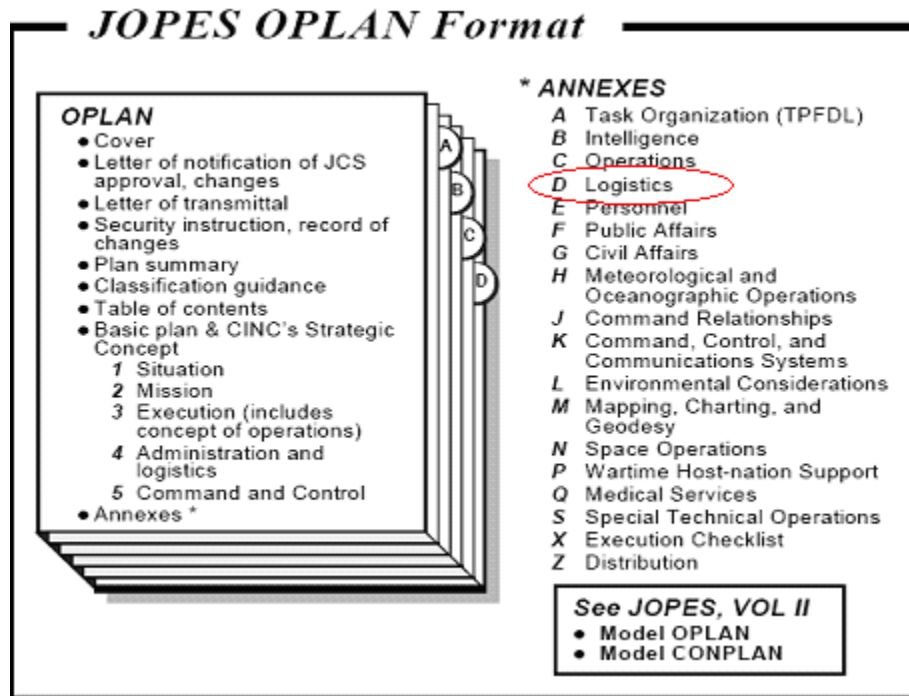 JOPES OPLAN Format
OPLAN
• Cover
• Letter of notification of JCS
approval, changes
• Letter of transmittal
• Security instruction, record of
changes
• Plan summary
• Classification guidance
• Table of contents
• Basic plan & CINC's Strategic
Concept
1 Situation
2 Mission
3 Execution (includes
concept of operations)
4 Administration and
logistics
5 Command and Control
• Annexes *
A
B
C
D
* ANNEXES
A Task Organization (TPFDL)
B Intelligence
C Operations
D Logistics
E Personnel
F Public Affairs
G Civil Affairs
H Meteorological and
Oceanographic Operations
J Command Relationships
K Command, Control, and
Communications Systems
L Environmental Considerations
M Mapping, Charting, and
Geodesy
N Space Operations
P Wartime Host-nation Support
Q Medical Services
S Special Technical Operations
X Execution Checklist
Z Distribution
See JOPES, VOL II
• Model OPLAN
• Model CONPLAN